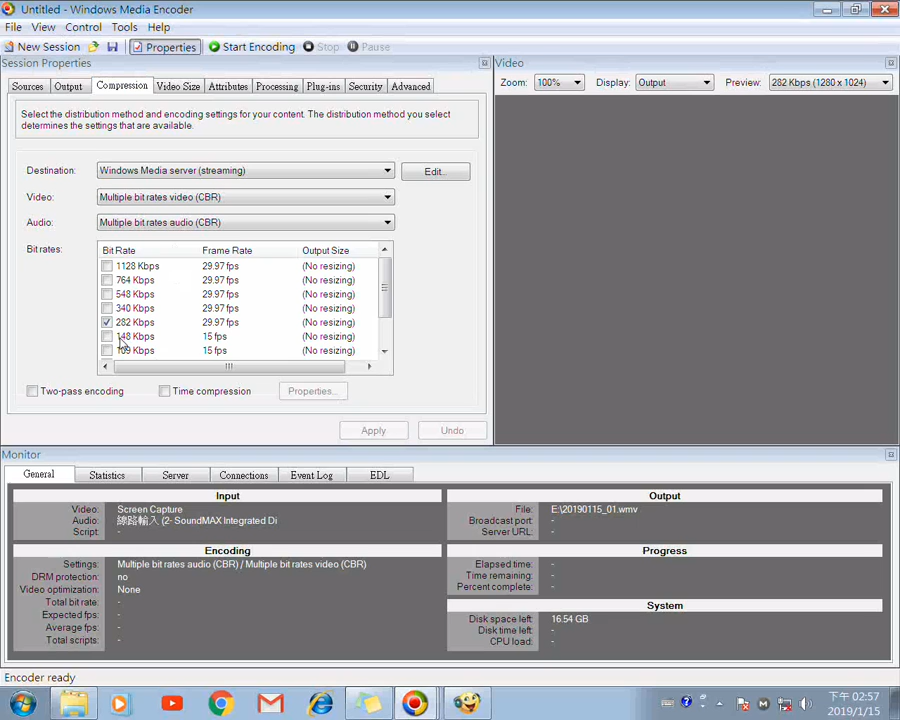 Untitled - Windows Media Encoder
File View Control Tools Help
New Session Properties Start Encoding Stop Pause
Session Properties
Sources Output Compression Video Size Attributes Processing Plug-ins Security Advanced
Select the distribution method and encoding settings for your content. The distribution method you select
determines the settings that are available.
Destination: Windows Media server (streaming) Edit...
Video: Multiple bit rates video (CBR)
Audio: Multiple bit rates audio (CBR)
Bit rates:
Bit Rate Frame Rate Output Size
1128 Kbps 29.97 fps (No resizing)
764 Kbps 29.97 fps (No resizing)
548 Kbps 29.97 fps (No resizing)
340 Kbps 29.97 fps (No resizing)
282 Kbps 29.97 fps (No resizing)
148 Kbps 15 fps (No resizing)
109 Kbps 15 fps (No resizing)
Two-pass encoding Time compression Properties...
Apply Undo
Video
Zoom: 100% Display: Output Preview: 282 Kbps (1280 x 1024)
Monitor
General Statistics Server Connections Event Log EDL
Input
Video: Screen Capture
Audio: 線路輸入 (2- SoundMAX Integrated Di
Script: -
Encoding
Settings: Multiple bit rates audio (CBR) / Multiple bit rates video (CBR)
DRM protection: no
Video optimization: None
Total bit rate: -
Expected fps: -
Average fps: -
Total scripts: -
Output
File: E:\20190115_01.wmv
Broadcast port: -
Server URL: -
Progress
Elapsed time: -
Time remaining: -
Percent complete: -
System
Disk space left: 16.54 GB
Disk time left: -
CPU load: -
Encoder ready
下午 02:57
2019/1/15